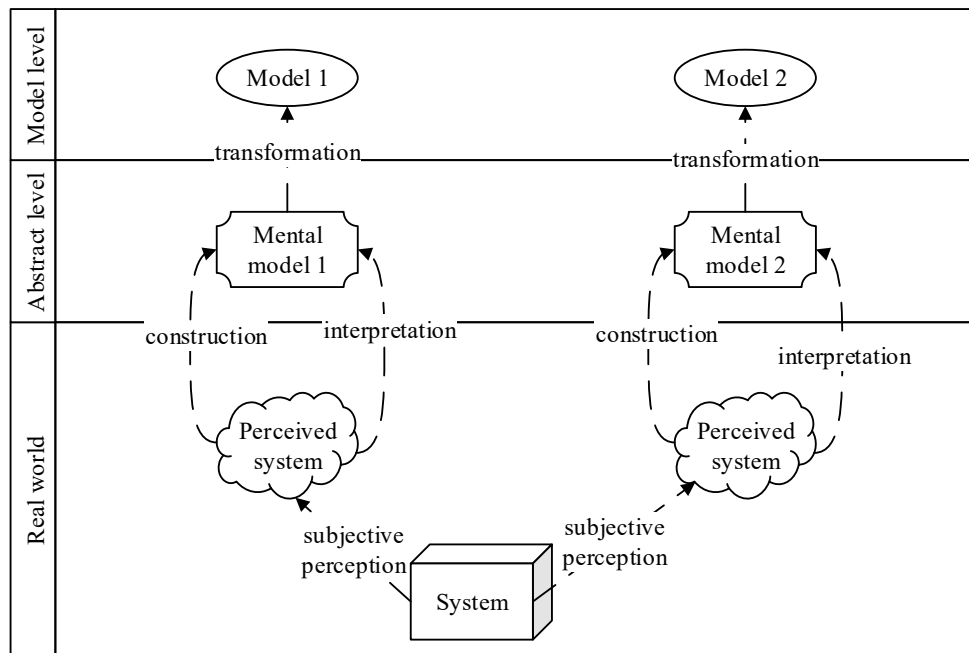 Model level
Model 1
Model 2
transformation
transformation
Abstract level
Mental
model 1
Mental
model 2
construction
interpretation
construction
interpretation
Real world
Perceived
system
Perceived
system
subjective
perception
subjective
perception
System